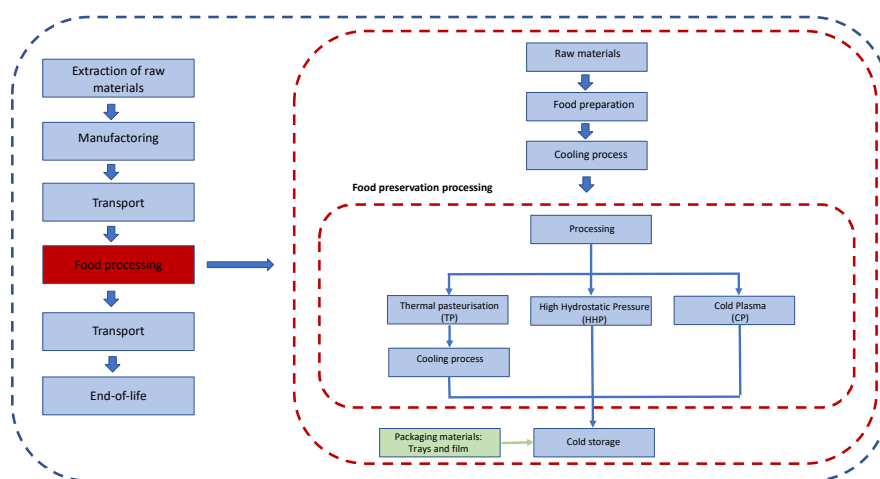 Extraction of raw
materials
Manufactoring
Transport
Food processing
Transport
End-of-life
Raw materials
Food preparation
Cooling process
Food preservation processing
Processing
Thermal pasteurisation
(TP)
High Hydrostatic Pressure
(HHP)
Cold Plasma
(CP)
Cooling process
Packaging materials:
Trays and film
Cold storage